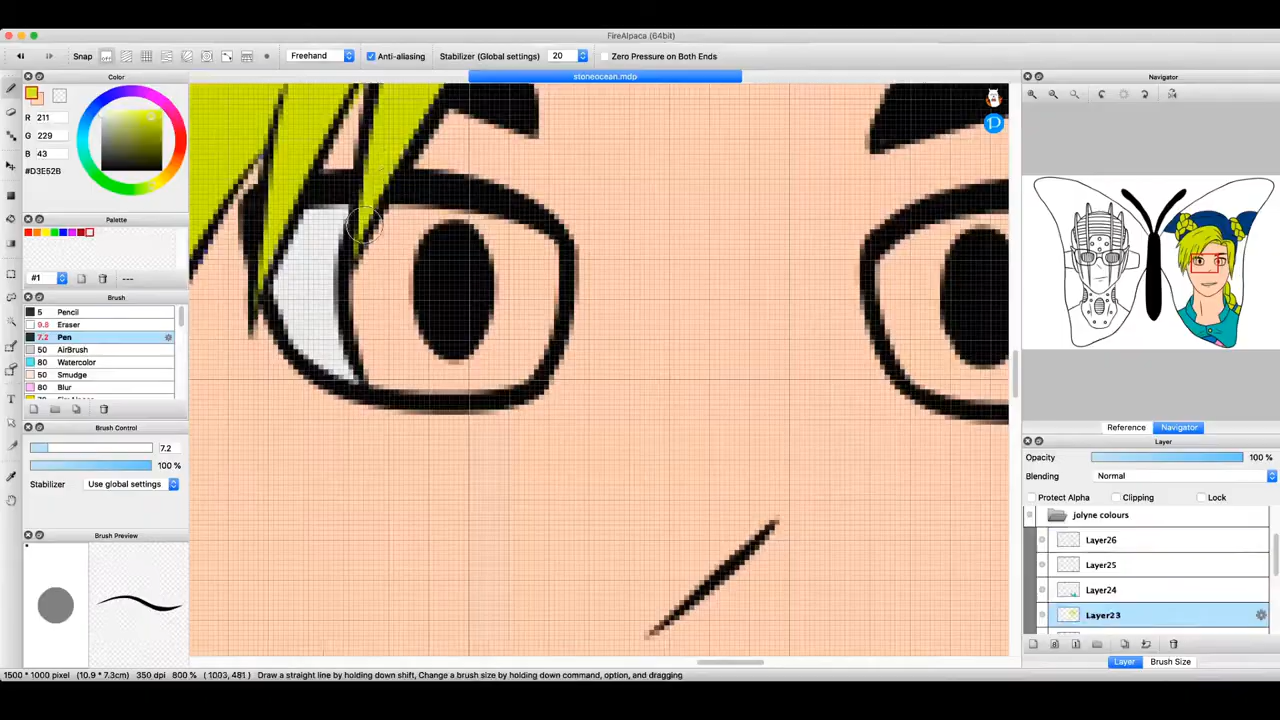 FireAlpaca (64bit)
Snap
Freehand
Anti-aliasing
Stabilizer (Global settings)
20
Zero Pressure on Both Ends
Color
stoneocean.mdp
Navigator
R 211
G 229
B 43
#D3E52B
Palette
#1
---
Brush
5 Pencil
9.8 Eraser
7.2 Pen
50 AirBrush
80 Watercolor
50 Smudge
80 Blur
Brush Control
7.2
100 %
Stabilizer Use global settings
Brush Preview
Reference Navigator
Layer
Opacity 100 %
Blending Normal
Protect Alpha Clipping Lock
jolyne colours
Layer26
Layer25
Layer24
Layer23
Layer Brush Size
1500 * 1000 pixel (10.9 * 7.3cm) 350 dpi 800 % ( 1003, 481 ) Draw a straight line by holding down shift, Change a brush size by holding down command, option, and dragging